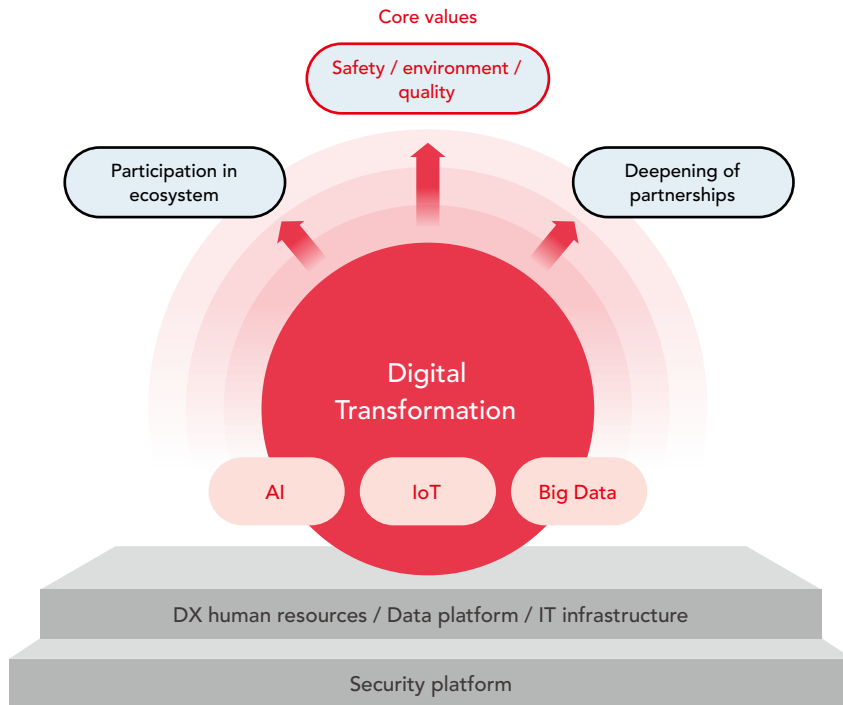 Core values
Safety / environment /
quality
Participation in
ecosystem
Deepening of
partnerships
Digital
Transformation
AI
IoT
Big Data
DX human resources / Data platform / IT infrastructure
Security platform